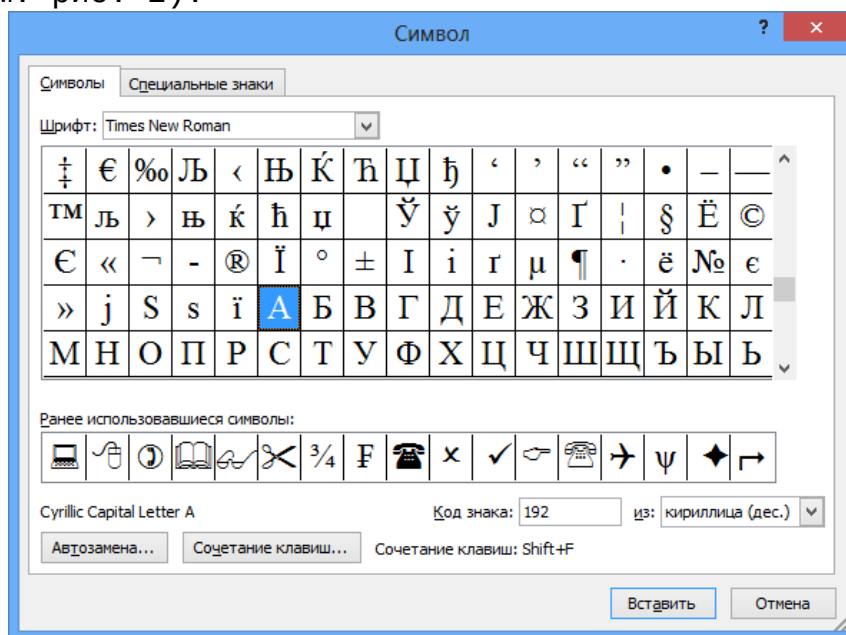 Символ
Символы Специальные знаки
Шрифт: Times New Roman
‡ € ‰ Љ ‹ Њ Ќ Ћ Џ ђ ‘ ’ “ ” • – —
™ љ › њ ќ ћ џ Ў ў Ј ¤ Ґ ¦ § Ё ©
Є « ¬ - ® Ї ° ± І і ґ µ ¶ · ё № є
» ј Ѕ ѕ ї А Б В Г Д Е Ж З И Й К Л
М Н О П Р С Т У Ф Х Ц Ч Ш Щ Ъ Ы Ь
Ранее использовавшиеся символы:
💻 🖰 ✆ 🕮 👓 ✂ ¾ ₣ ☎ × ✓ ☞ ☏ ✈ ψ ✦ ↱
Cyrillic Capital Letter A Код знака: 192 из: кириллица (дес.)
Автозамена... Сочетание клавиш... Сочетание клавиш: Shift+F
Вставить Отмена